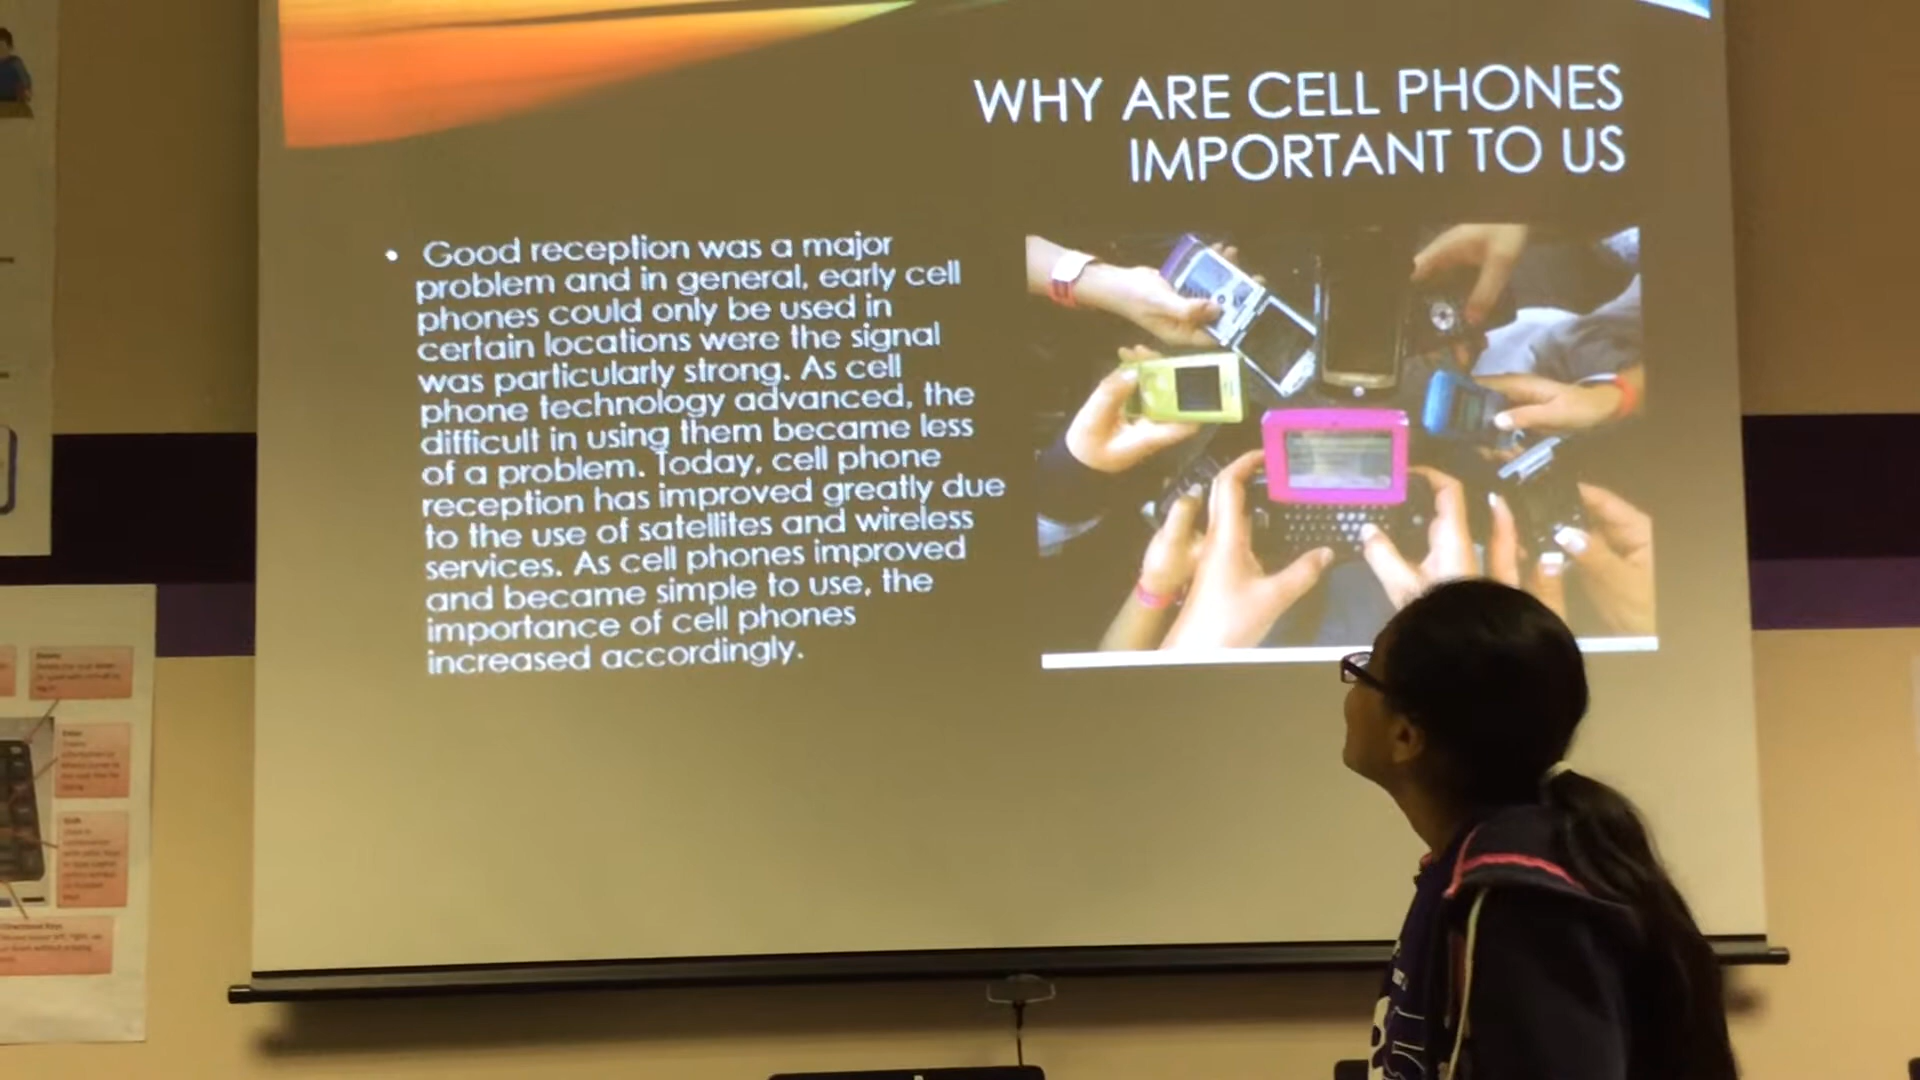 WHY ARE CELL PHONES
IMPORTANT TO US
• Good reception was a major
problem and in general, early cell
phones could only be used in
certain locations were the signal
was particularly strong. As cell
phone technology advanced, the
difficult in using them became less
of a problem. Today, cell phone
reception has improved greatly due
to the use of satellites and wireless
services. As cell phones improved
and became simple to use, the
importance of cell phones
increased accordingly.